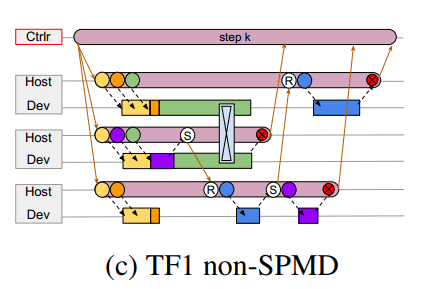 Ctrlr
step k
Host
R
Dev
Host
S
Dev
Host
R
S
Dev
(c) TF1 non-SPMD